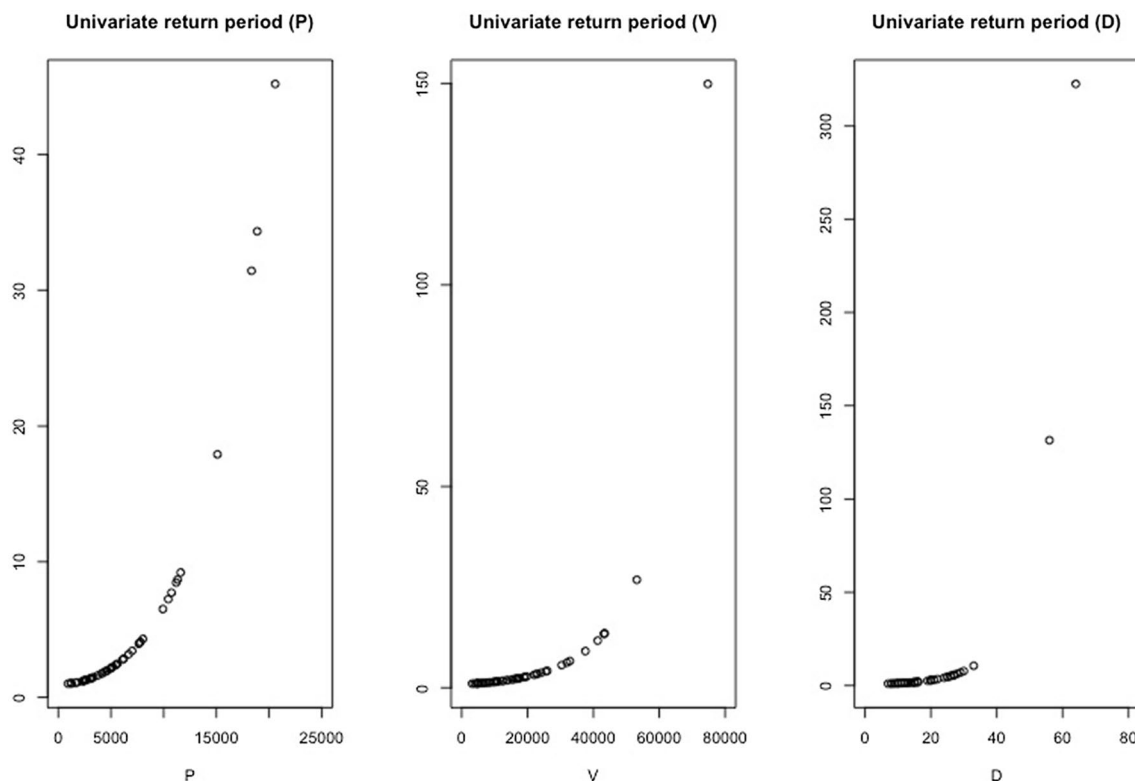 Univariate return period (P)
40
30
20
10
0
0 5000 15000 25000
P
Univariate return period (V)
150
100
50
0
0 20000 40000 60000 80000
V
Univariate return period (D)
300
250
200
150
100
50
0
0 20 40 60 80
D